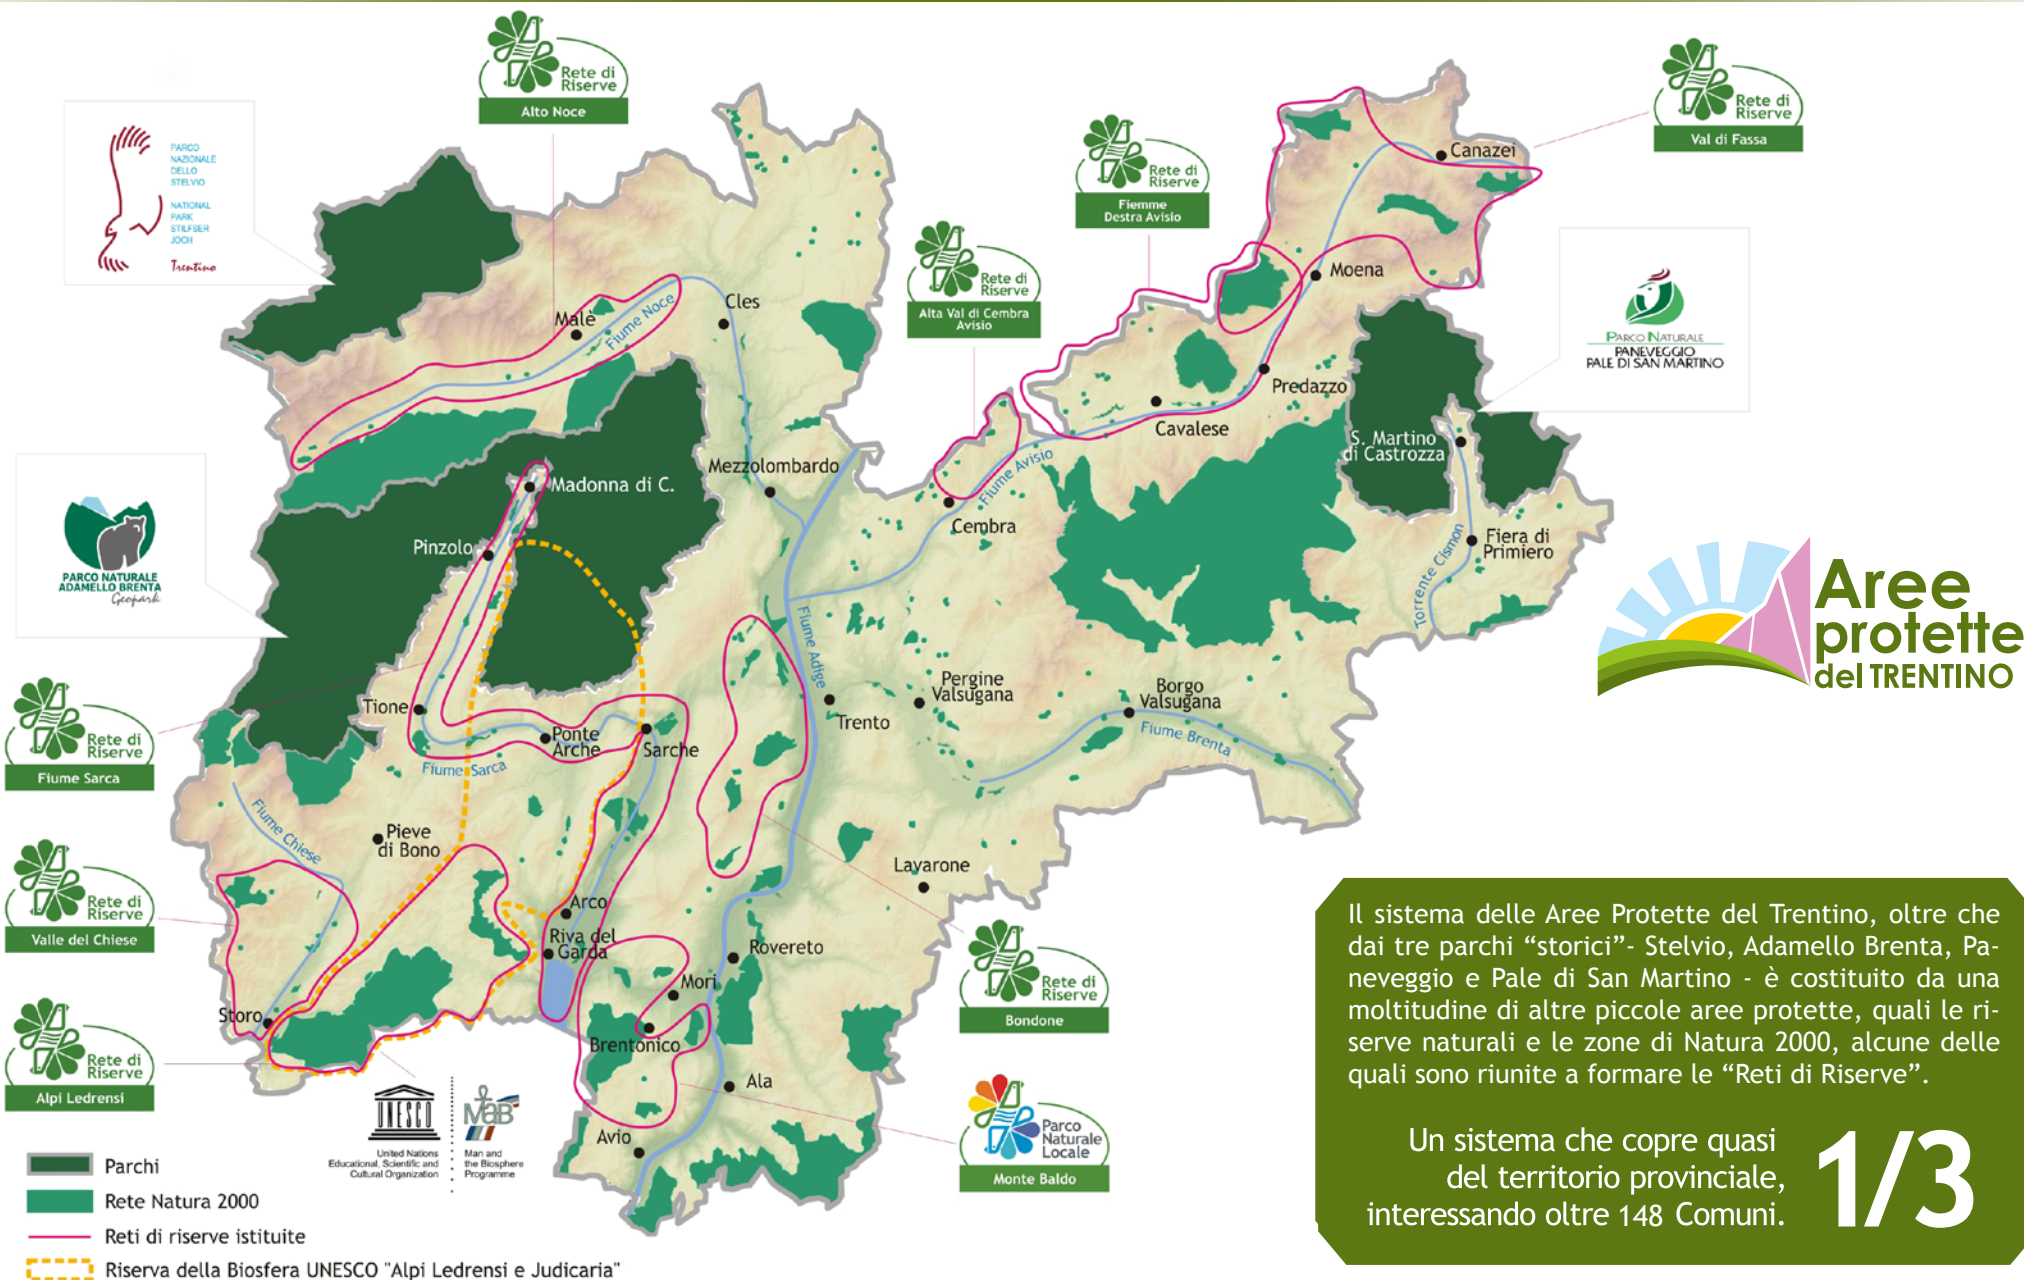 Rete di
Riserve
Alto Noce
PARCO
NAZIONALE
DELLO
STELVIO
NATIONAL
PARK
STILFSER
JOCH
Trentino
Rete di
Riserve
Val di Fassa
Rete di
Riserve
Fiemme
Destra Avisio
Rete di
Riserve
Alta Val di Cembra
Avisio
PARCO NATURALE
PANEVEGGIO
PALE DI SAN MARTINO
PARCO NATURALE
ADAMELLO BRENTA
Geopark
Canazei
Moena
Cles
Malè
Fiume Noce
Predazzo
Cavalese
S. Martino
di Castrozza
Fiume Avisio
Mezzolombardo
Madonna di C.
Cembra
Pinzolo
Fiera di
Primiero
Torrente Cismon
Fiume Adige
Pergine
Valsugana
Borgo
Valsugana
Fiume Brenta
Trento
Tione
Ponte
Arche
Sarche
Fiume Sarca
Fiume Chiese
Pieve
di Bono
Lavarone
Arco
Riva del
Garda
Rovereto
Mori
Storo
Brentonico
Ala
Avio
Rete di
Riserve
Fiume Sarca
Rete di
Riserve
Valle del Chiese
Rete di
Riserve
Alpi Ledrensi
Rete di
Riserve
Bondone
Parco
Naturale
Locale
Monte Baldo
UNESCO
MaB
United Nations
Educational, Scientific and
Cultural Organization
Man and
the Biosphere
Programme
Parchi
Rete Natura 2000
Reti di riserve istituite
Riserva della Biosfera UNESCO "Alpi Ledrensi e Judicaria"
Aree
protette
del TRENTINO
Il sistema delle Aree Protette del Trentino, oltre che
dai tre parchi “storici”- Stelvio, Adamello Brenta, Pa-
neveggio e Pale di San Martino - è costituito da una
moltitudine di altre piccole aree protette, quali le ri-
serve naturali e le zone di Natura 2000, alcune delle
quali sono riunite a formare le “Reti di Riserve”.
Un sistema che copre quasi
del territorio provinciale,
interessando oltre 148 Comuni.
1/3